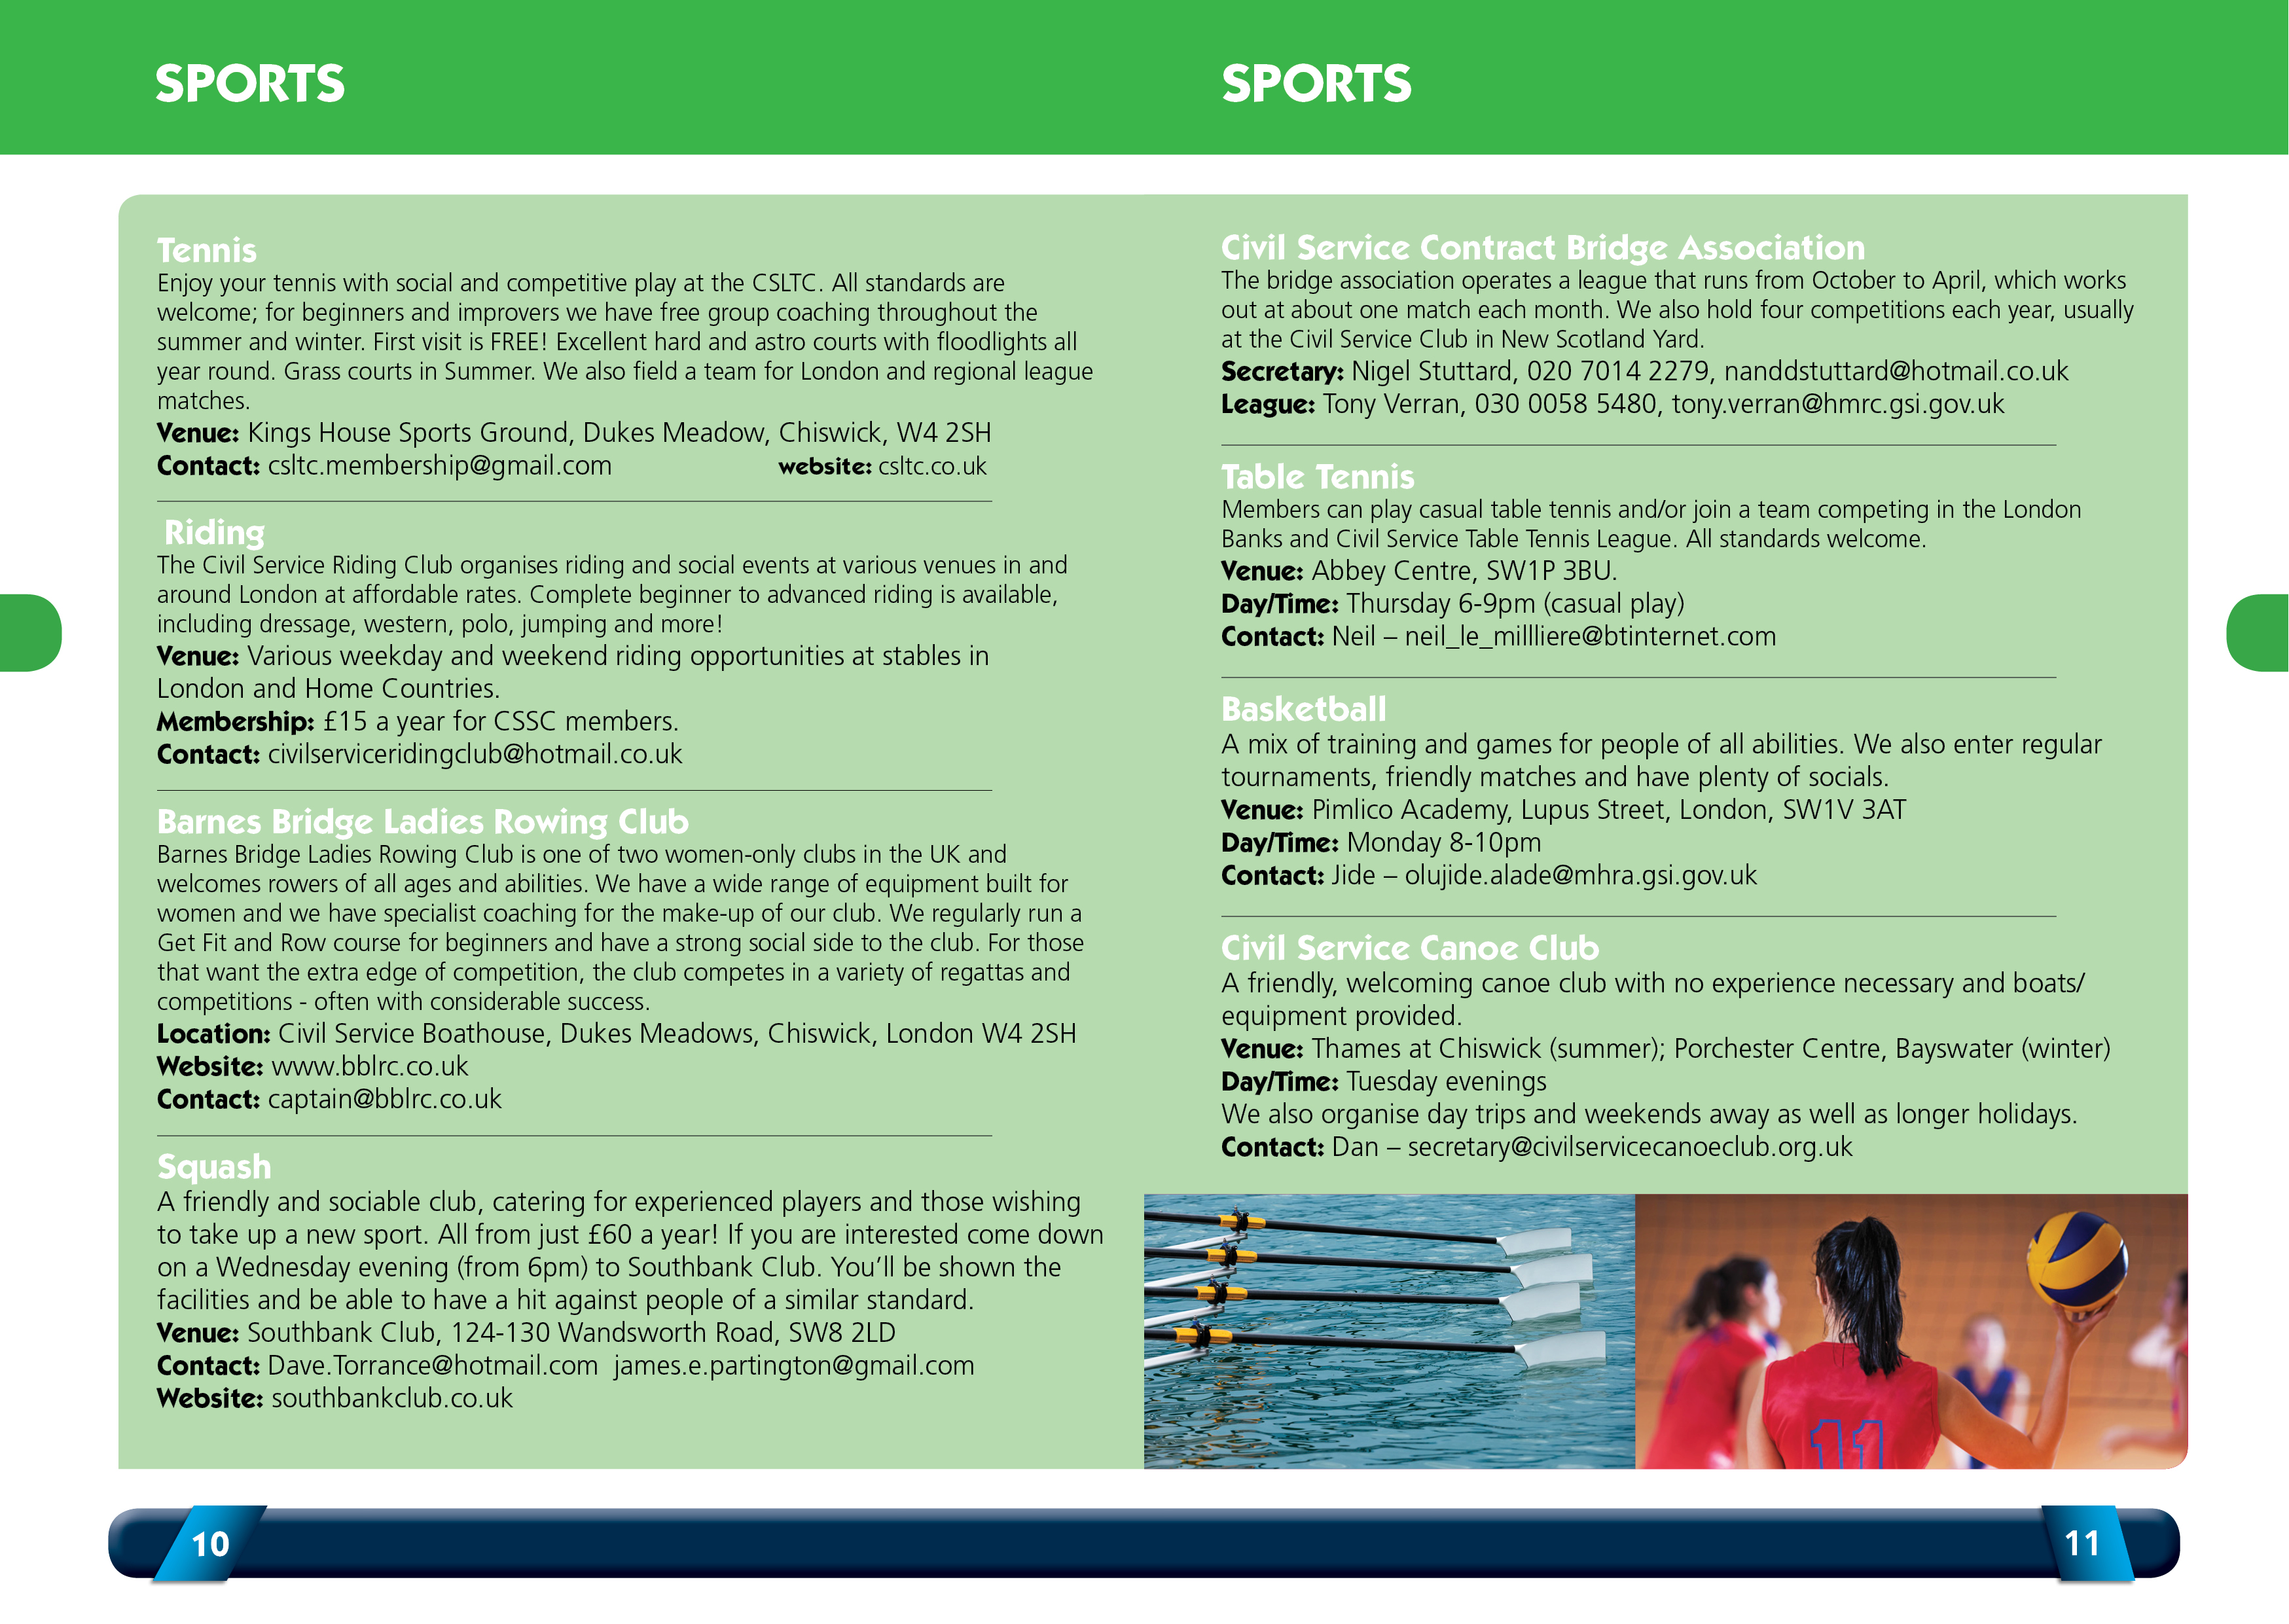 SPORTS
Tennis
Enjoy your tennis with social and competitive play at the CSLTC. All standards are
welcome; for beginners and improvers we have free group coaching throughout the
summer and winter. First visit is FREE! Excellent hard and astro courts with floodlights all
year round. Grass courts in Summer. We also field a team for London and regional league
matches.
Venue: Kings House Sports Ground, Dukes Meadow, Chiswick, W4 2SH
Contact: csltc.membership@gmail.com website: csltc.co.uk
Riding
The Civil Service Riding Club organises riding and social events at various venues in and
around London at affordable rates. Complete beginner to advanced riding is available,
including dressage, western, polo, jumping and more!
Venue: Various weekday and weekend riding opportunities at stables in
London and Home Countries.
Membership: £15 a year for CSSC members.
Contact: civilserviceridingclub@hotmail.co.uk
Barnes Bridge Ladies Rowing Club
Barnes Bridge Ladies Rowing Club is one of two women-only clubs in the UK and
welcomes rowers of all ages and abilities. We have a wide range of equipment built for
women and we have specialist coaching for the make-up of our club. We regularly run a
Get Fit and Row course for beginners and have a strong social side to the club. For those
that want the extra edge of competition, the club competes in a variety of regattas and
competitions - often with considerable success.
Location: Civil Service Boathouse, Dukes Meadows, Chiswick, London W4 2SH
Website: www.bblrc.co.uk
Contact: captain@bblrc.co.uk
Squash
A friendly and sociable club, catering for experienced players and those wishing
to take up a new sport. All from just £60 a year! If you are interested come down
on a Wednesday evening (from 6pm) to Southbank Club. You’ll be shown the
facilities and be able to have a hit against people of a similar standard.
Venue: Southbank Club, 124-130 Wandsworth Road, SW8 2LD
Contact: Dave.Torrance@hotmail.com james.e.partington@gmail.com
Website: southbankclub.co.uk
10
SPORTS
Civil Service Contract Bridge Association
The bridge association operates a league that runs from October to April, which works
out at about one match each month. We also hold four competitions each year, usually
at the Civil Service Club in New Scotland Yard.
Secretary: Nigel Stuttard, 020 7014 2279, nanddstuttard@hotmail.co.uk
League: Tony Verran, 030 0058 5480, tony.verran@hmrc.gsi.gov.uk
Table Tennis
Members can play casual table tennis and/or join a team competing in the London
Banks and Civil Service Table Tennis League. All standards welcome.
Venue: Abbey Centre, SW1P 3BU.
Day/Time: Thursday 6-9pm (casual play)
Contact: Neil – neil_le_millliere@btinternet.com
Basketball
A mix of training and games for people of all abilities. We also enter regular
tournaments, friendly matches and have plenty of socials.
Venue: Pimlico Academy, Lupus Street, London, SW1V 3AT
Day/Time: Monday 8-10pm
Contact: Jide – olujide.alade@mhra.gsi.gov.uk
Civil Service Canoe Club
A friendly, welcoming canoe club with no experience necessary and boats/
equipment provided.
Venue: Thames at Chiswick (summer); Porchester Centre, Bayswater (winter)
Day/Time: Tuesday evenings
We also organise day trips and weekends away as well as longer holidays.
Contact: Dan – secretary@civilservicecanoeclub.org.uk
11
11